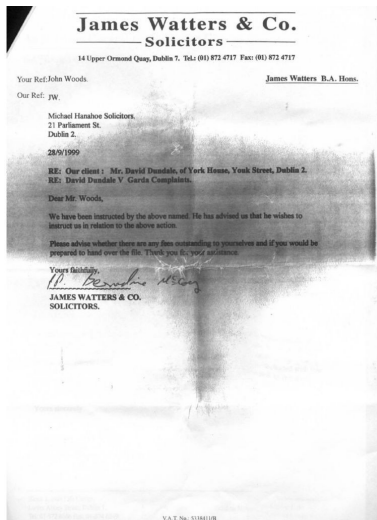 James Watters & Co.
Solicitors
14 Upper Ormond Quay, Dublin 7. Tel.: (01) 872 4717 Fax: (01) 872 4717
Your Ref: John Woods.
James Watters B.A. Hons.
Our Ref: JW.
Michael Hanahoe Solicitors.
21 Parliament St.
Dublin 2.
28/9/1999
RE: Our client : Mr. David Dundale, of York House, Youk Street, Dublin 2.
RE: David Dundale V Garda Complaints.
Dear Mr. Woods,
We have been instructed by the above named. He has advised us that he wishes to
instruct us in relation to the above action.
Please advise whether there are any fees outstanding to yourselves and if you would be
prepared to hand over the file. Thank you for your assistance.
Yours faithfully,
JAMES WATTERS & CO.
SOLICITORS.